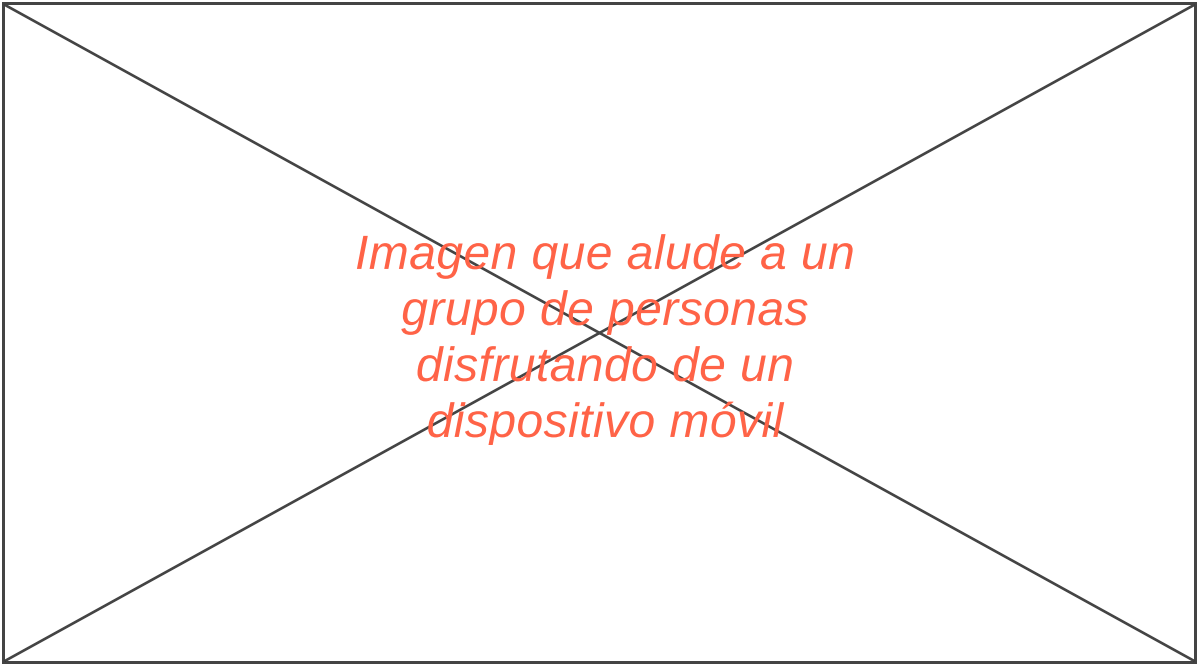 Imagen que alude a un
grupo de personas
disfrutando de un
dispositivo móvil